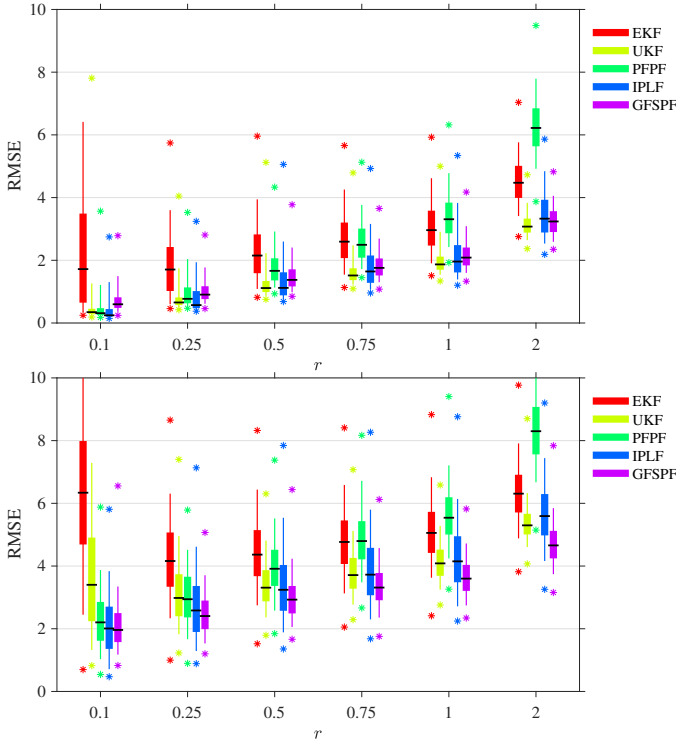 10
8
6
4
2
0
RMSE
0.1 0.25 0.5 0.75 1 2
r
EKF
UKF
PFPF
IPLF
GFSPF
10
8
6
4
2
0
RMSE
0.1 0.25 0.5 0.75 1 2
r
EKF
UKF
PFPF
IPLF
GFSPF